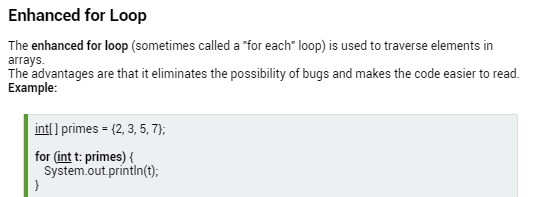 Enhanced for Loop
The enhanced for loop (sometimes called a "for each" loop) is used to traverse elements in
arrays.
The advantages are that it eliminates the possibility of bugs and makes the code easier to read.
Example:
int[ ] primes = {2, 3, 5, 7};
for (int t: primes) {
System.out.println(t);
}